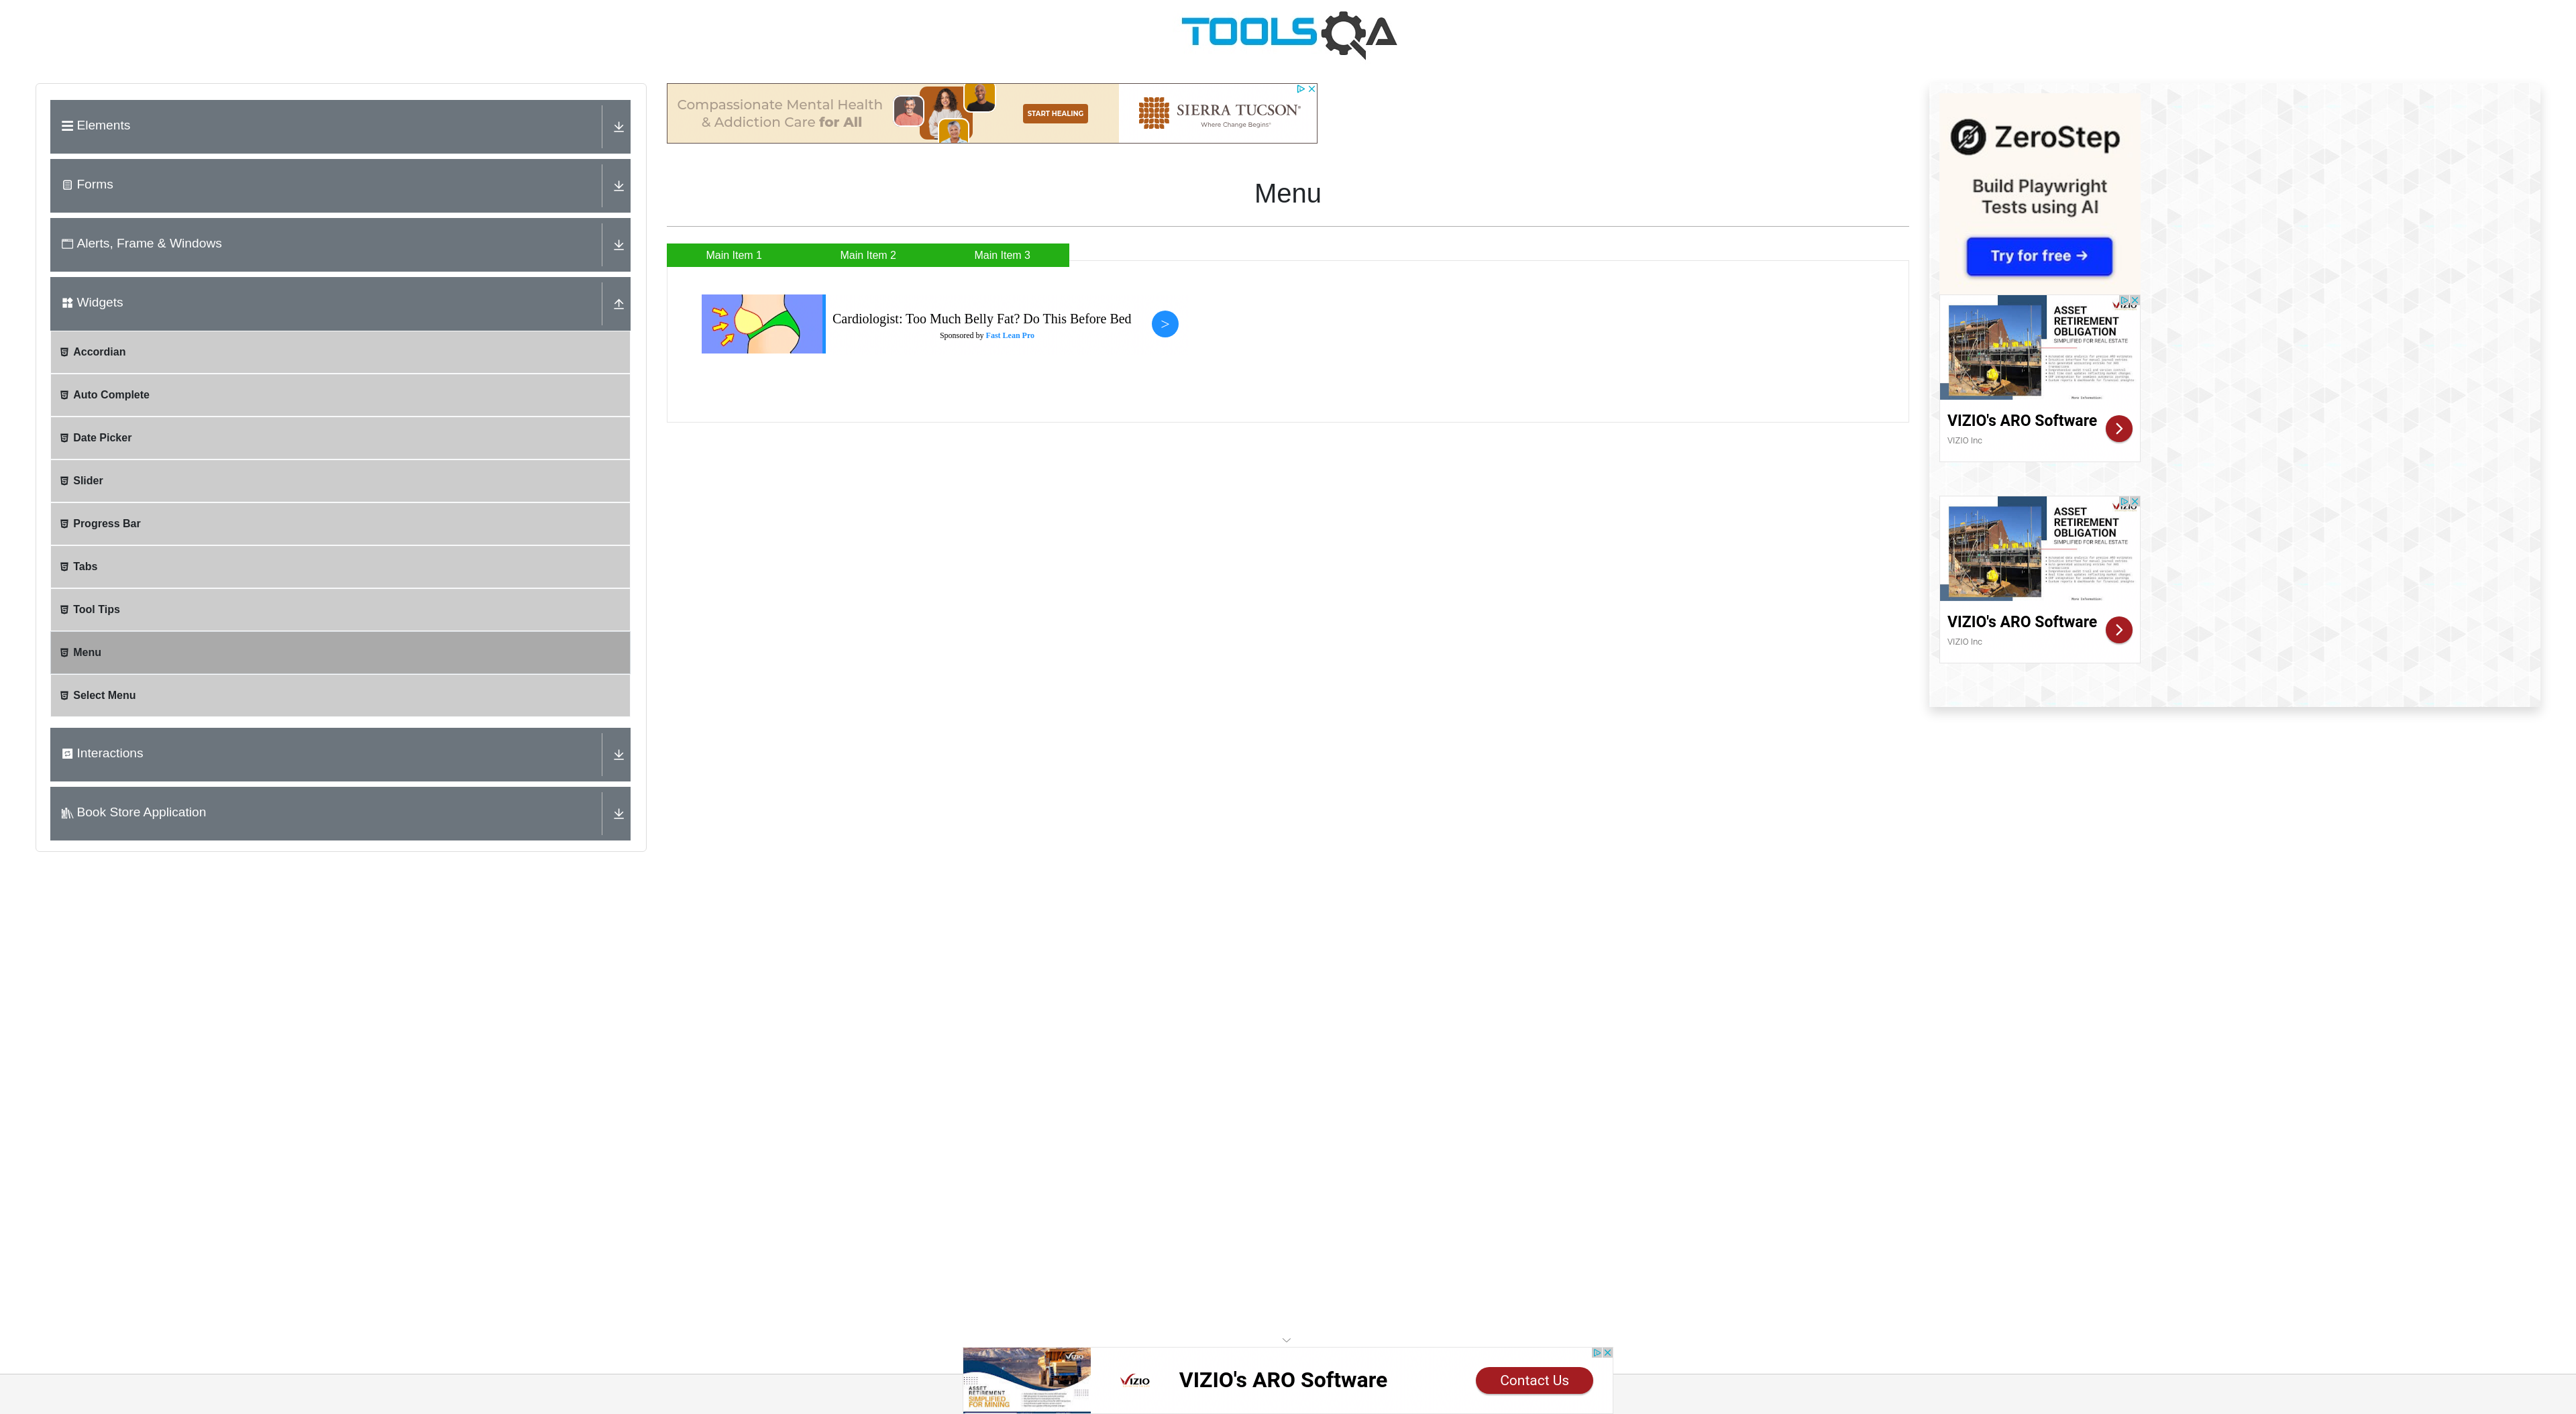 TOOLSQA
Elements
Forms
Alerts, Frame & Windows
Widgets
Accordian
Auto Complete
Date Picker
Slider
Progress Bar
Tabs
Tool Tips
Menu
Select Menu
Interactions
Book Store Application
Compassionate Mental Health
& Addiction Care for All
START HEALING
SIERRA TUCSON
Where Change Begins
Menu
Main Item 1
Main Item 2
Main Item 3
Cardiologist: Too Much Belly Fat? Do This Before Bed
Sponsored by Fast Lean Pro
>
ZeroStep
Build Playwright
Tests using AI
Try for free →
ASSET
RETIREMENT
OBLIGATION
SIMPLIFIED FOR REAL ESTATE
More Information:
VIZIO's ARO Software
VIZIO Inc
ASSET
RETIREMENT
OBLIGATION
SIMPLIFIED FOR REAL ESTATE
More Information:
VIZIO's ARO Software
VIZIO Inc
VIZIO
ASSET
RETIREMENT
SIMPLIFIED
FOR MINING
VIZIO
VIZIO's ARO Software
Contact Us